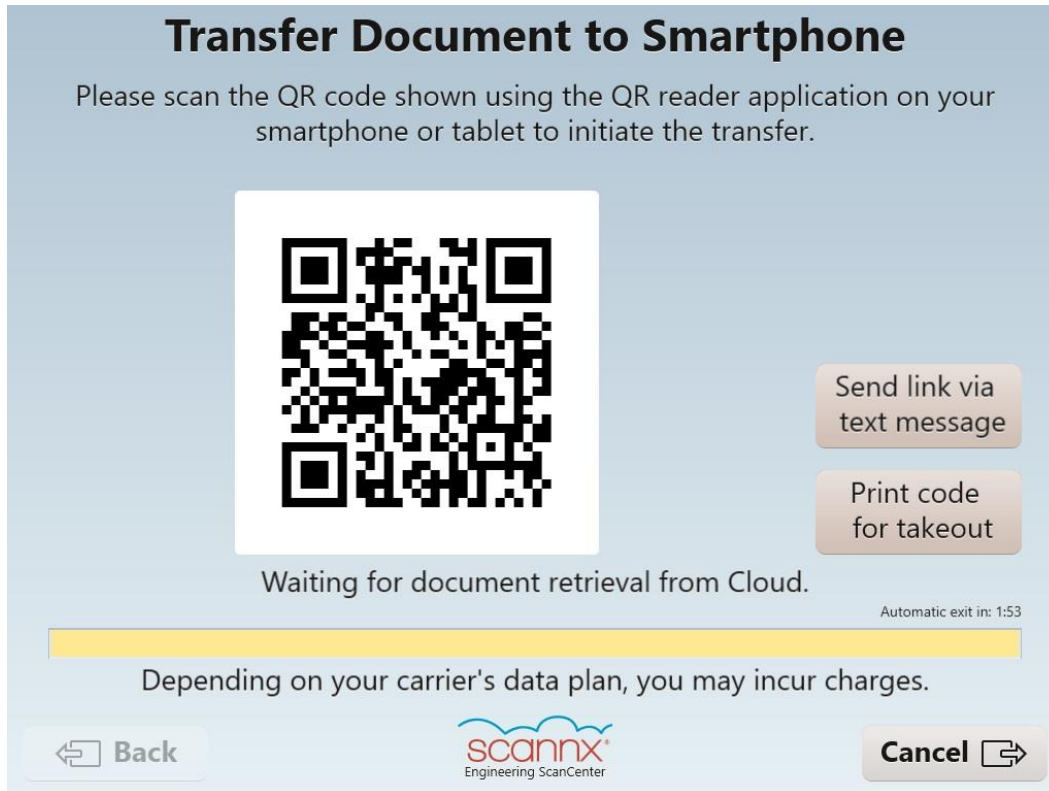 Transfer Document to Smartphone
Please scan the QR code shown using the QR reader application on your
smartphone or tablet to initiate the transfer.
Send link via
text message
Print code
for takeout
Waiting for document retrieval from Cloud.
Automatic exit in: 1:53
Depending on your carrier's data plan, you may incur charges.
Back
scannx®
Engineering ScanCenter
Cancel